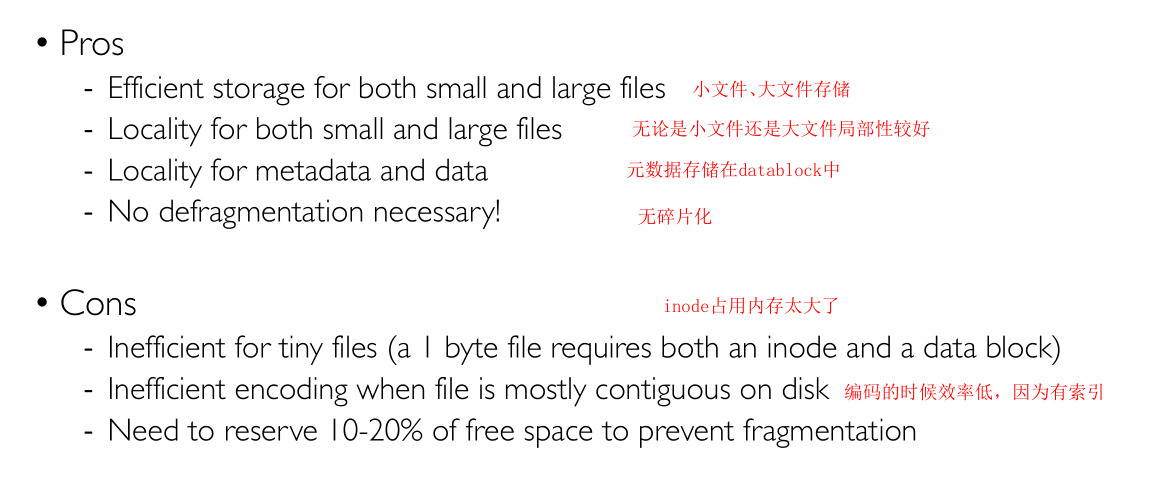 • Pros
- Efficient storage for both small and large files 小文件、大文件存储
- Locality for both small and large files 无论是小文件还是大文件局部性较好
- Locality for metadata and data 元数据存储在datablock中
- No defragmentation necessary! 无碎片化
• Cons inode占用内存太大了
- Inefficient for tiny files (a 1 byte file requires both an inode and a data block)
- Inefficient encoding when file is mostly contiguous on disk 编码的时候效率低，因为有索引
- Need to reserve 10-20% of free space to prevent fragmentation